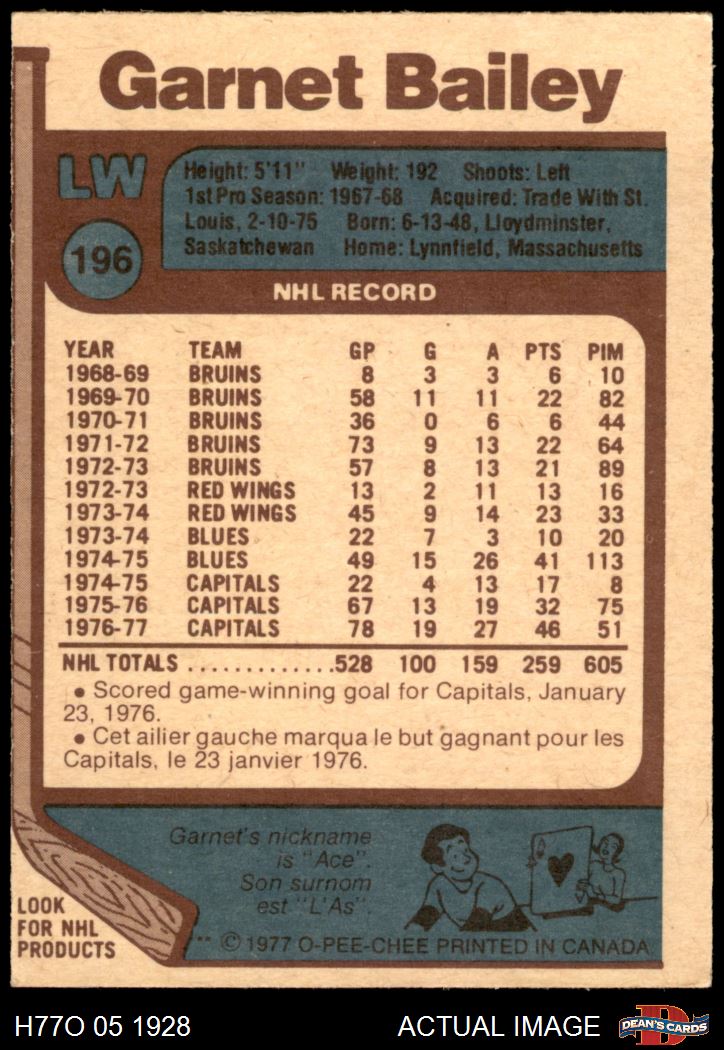 Garnet Bailey
LW
196
Height: 5'11" Weight: 192 Shoots: Left
1st Pro Season: 1967-68 Acquired: Trade With St.
Louis, 2-10-75 Born: 6-13-48, Lloydminster,
Saskatchewan Home: Lynnfield, Massachusetts
NHL RECORD
YEAR TEAM GP G A PTS PIM
1968-69 BRUINS 8 3 3 6 10
1969-70 BRUINS 58 11 11 22 82
1970-71 BRUINS 36 0 6 6 44
1971-72 BRUINS 73 9 13 22 64
1972-73 BRUINS 57 8 13 21 89
1972-73 RED WINGS 13 2 11 13 16
1973-74 RED WINGS 45 9 14 23 33
1973-74 BLUES 22 7 3 10 20
1974-75 BLUES 49 15 26 41 113
1974-75 CAPITALS 22 4 13 17 8
1975-76 CAPITALS 67 13 19 32 75
1976-77 CAPITALS 78 19 27 46 51
NHL TOTALS .............528 100 159 259 605
• Scored game-winning goal for Capitals, January
23, 1976.
• Cet ailier gauche marqua le but gagnant pour les
Capitals, le 23 janvier 1976.
Garnet's nickname
is "Ace".
Son surnom
est "L'As".
LOOK
FOR NHL
PRODUCTS
*** © 1977 O-PEE-CHEE PRINTED IN CANADA
H77O 05 1928 ACTUAL IMAGE
D
DEAN'S CARDS